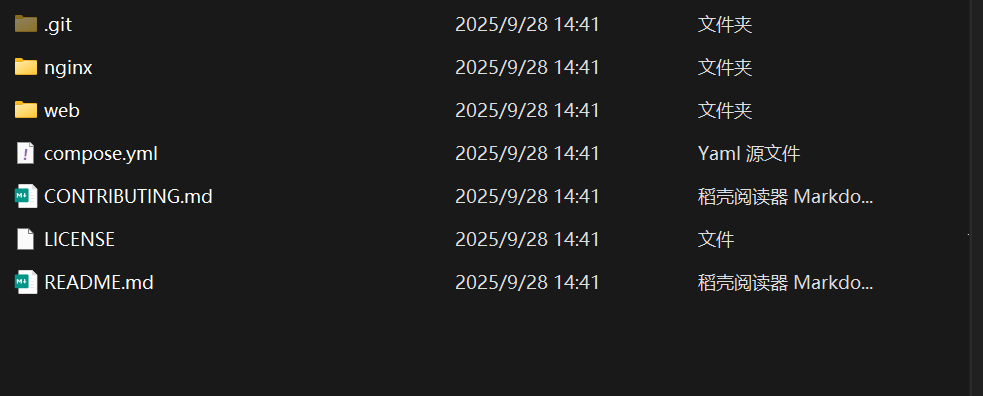 .git 2025/9/28 14:41 文件夹
nginx 2025/9/28 14:41 文件夹
web 2025/9/28 14:41 文件夹
compose.yml 2025/9/28 14:41 Yaml 源文件
CONTRIBUTING.md 2025/9/28 14:41 稻壳阅读器 Markdo...
LICENSE 2025/9/28 14:41 文件
README.md 2025/9/28 14:41 稻壳阅读器 Markdo...